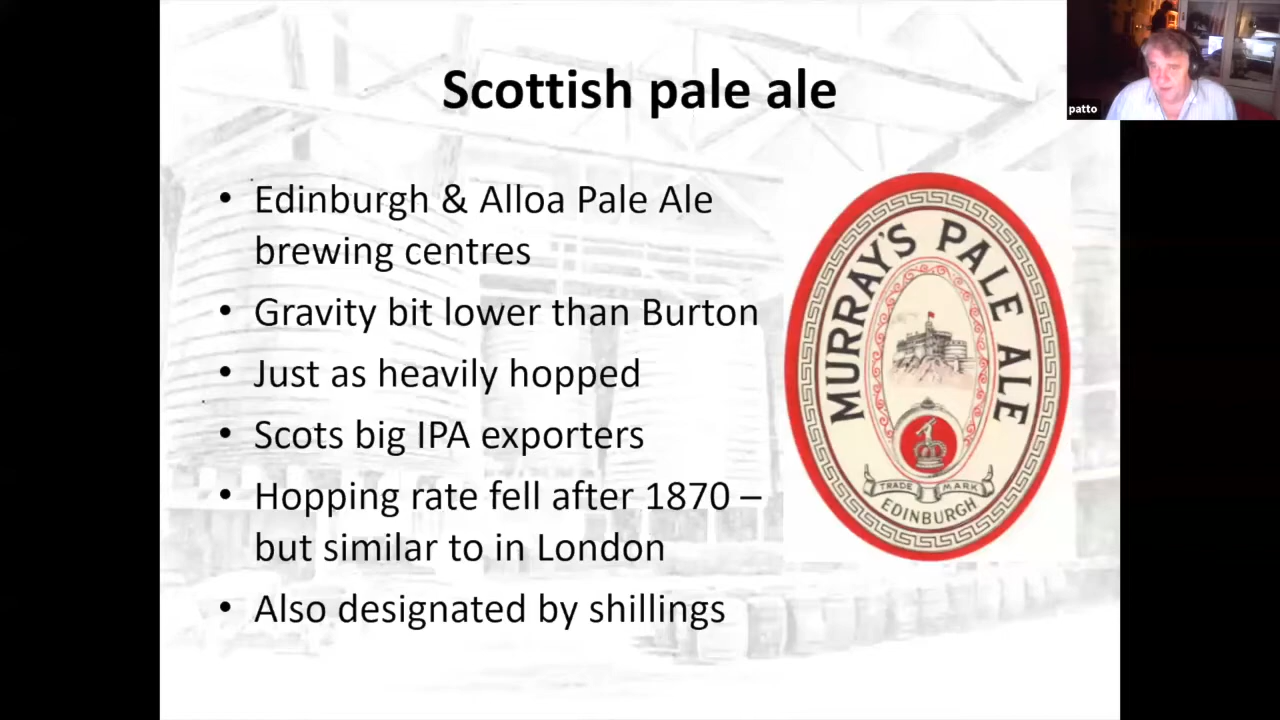 Scottish pale ale
patto
• Edinburgh & Alloa Pale Ale
brewing centres
• Gravity bit lower than Burton
• Just as heavily hopped
• Scots big IPA exporters
• Hopping rate fell after 1870 –
but similar to in London
• Also designated by shillings
MURRAY'S PALE ALE
TRADE MARK
EDINBURGH